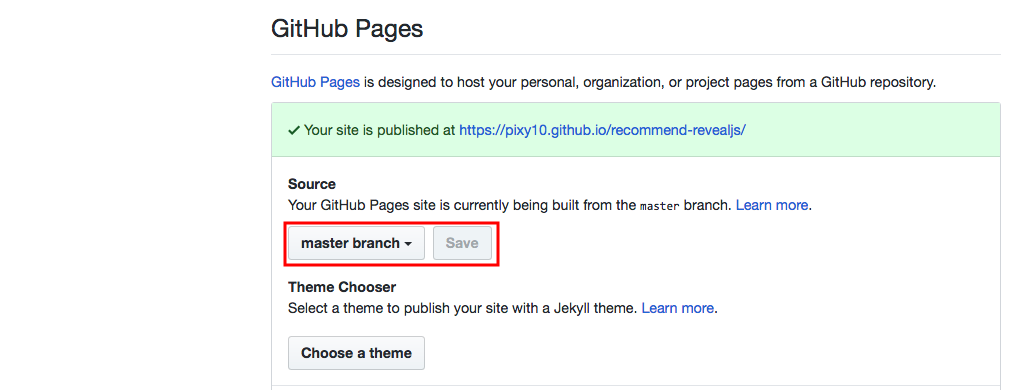 GitHub Pages
GitHub Pages is designed to host your personal, organization, or project pages from a GitHub repository.
Your site is published at https://pixy10.github.io/recommend-revealjs/
Source
Your GitHub Pages site is currently being built from the master branch. Learn more.
master branch Save
Theme Chooser
Select a theme to publish your site with a Jekyll theme. Learn more.
Choose a theme